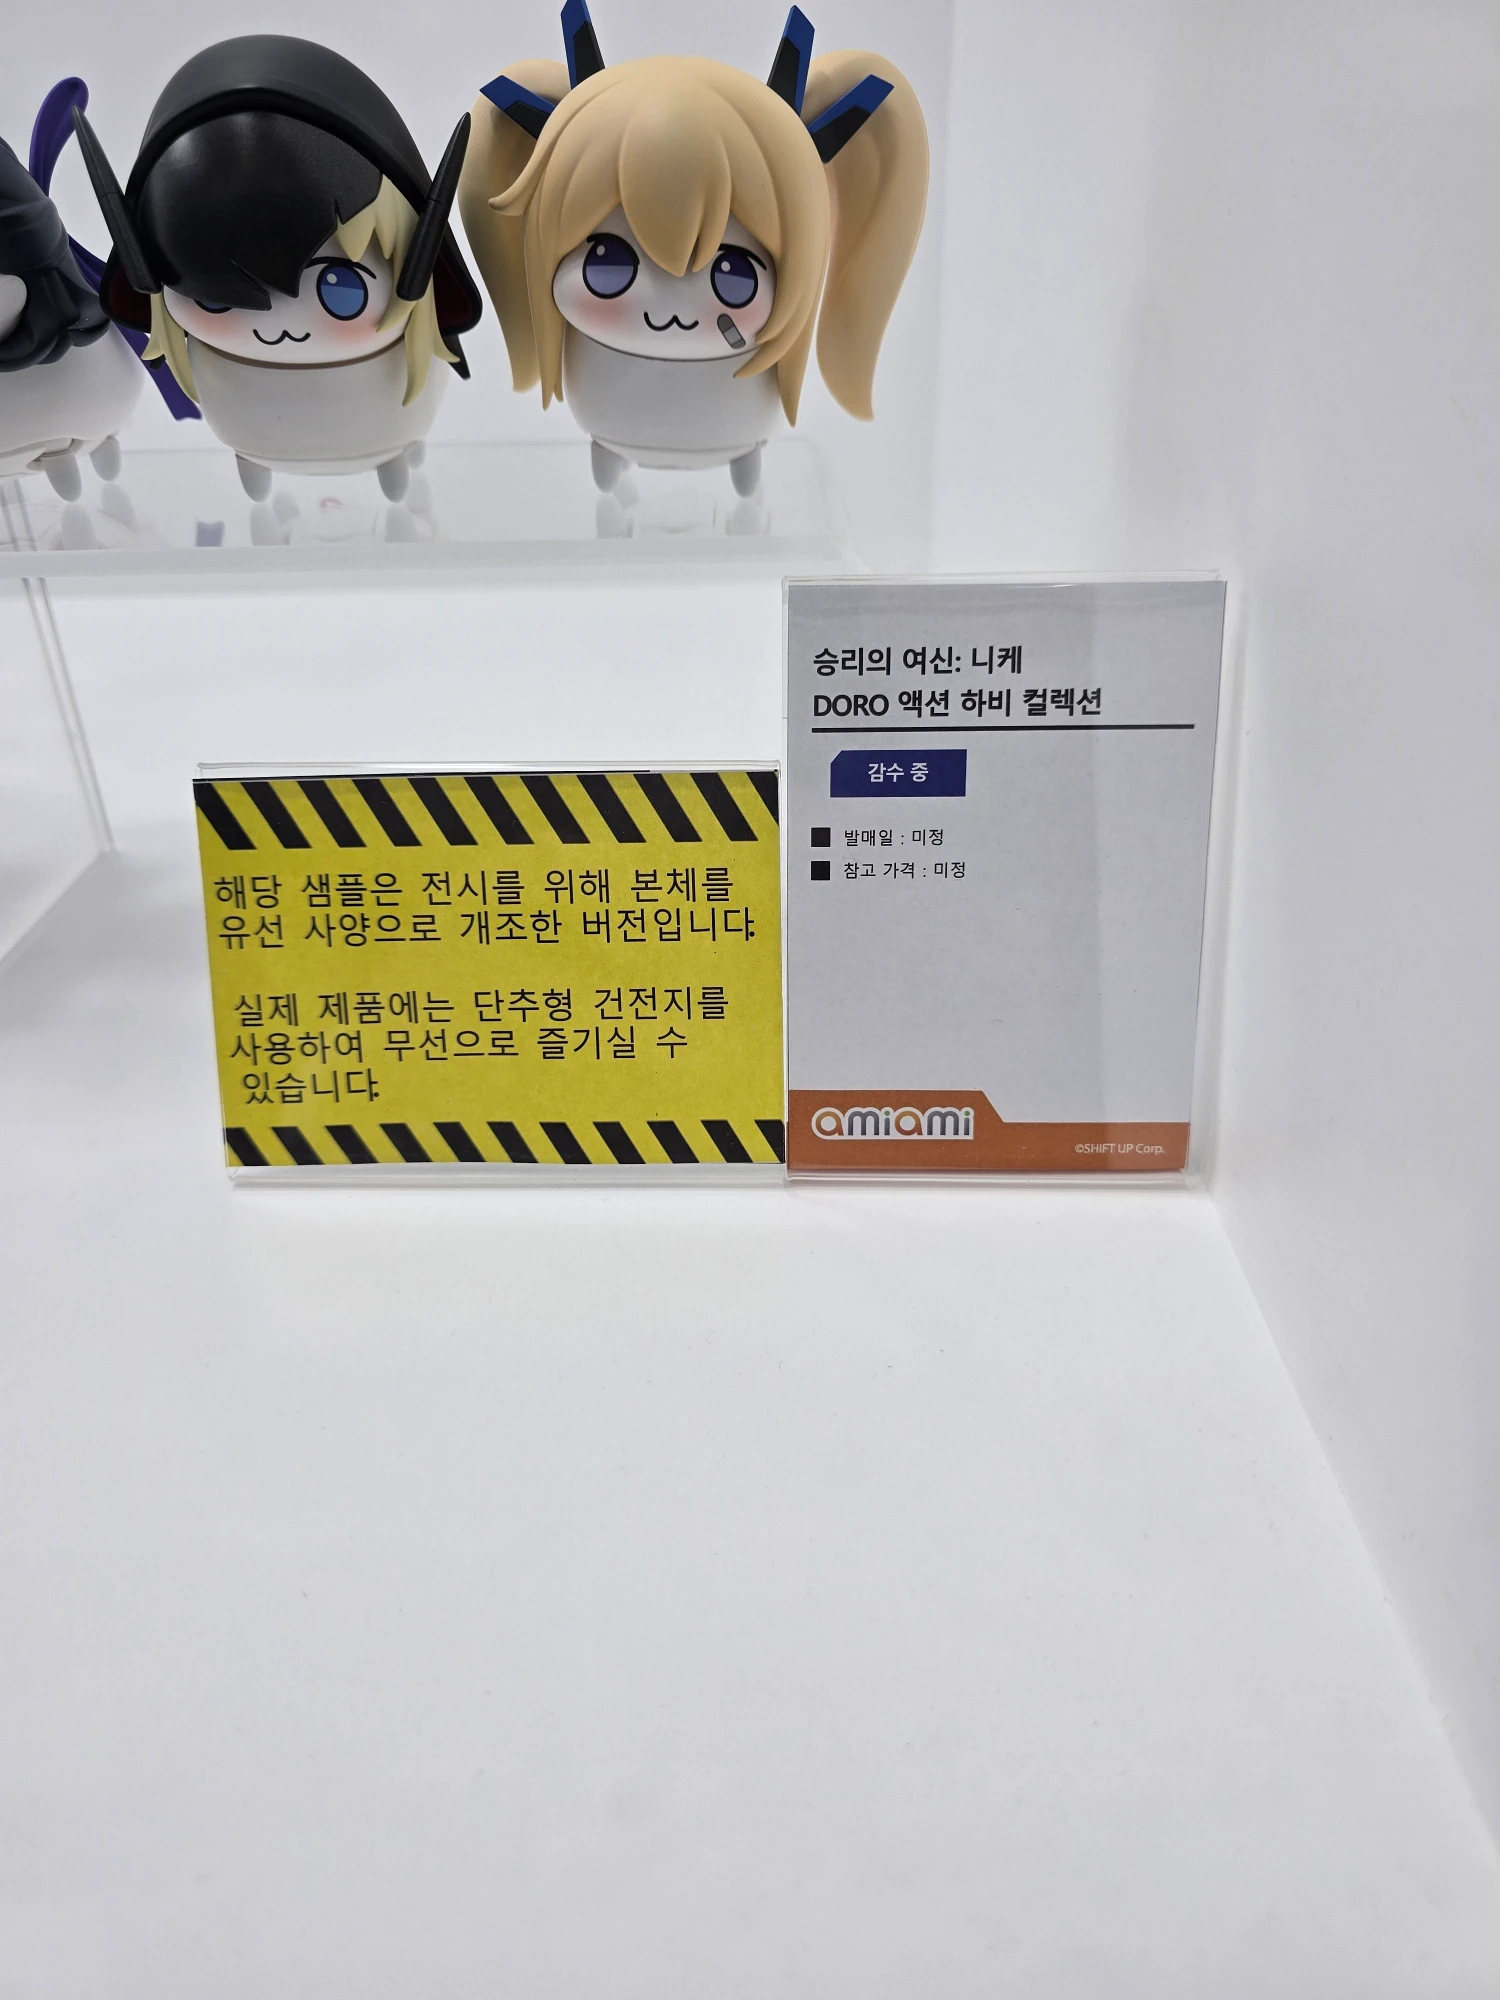 승리의 여신: 니케
DORO 액션 하비 컬렉션
감수 중
발매일 : 미정
참고 가격 : 미정
amiami
©SHIFT UP Corp.
해당 샘플은 전시를 위해 본체를
유선 사양으로 개조한 버전입니다.
실제 제품에는 단추형 건전지를
사용하여 무선으로 즐기실 수
있습니다.